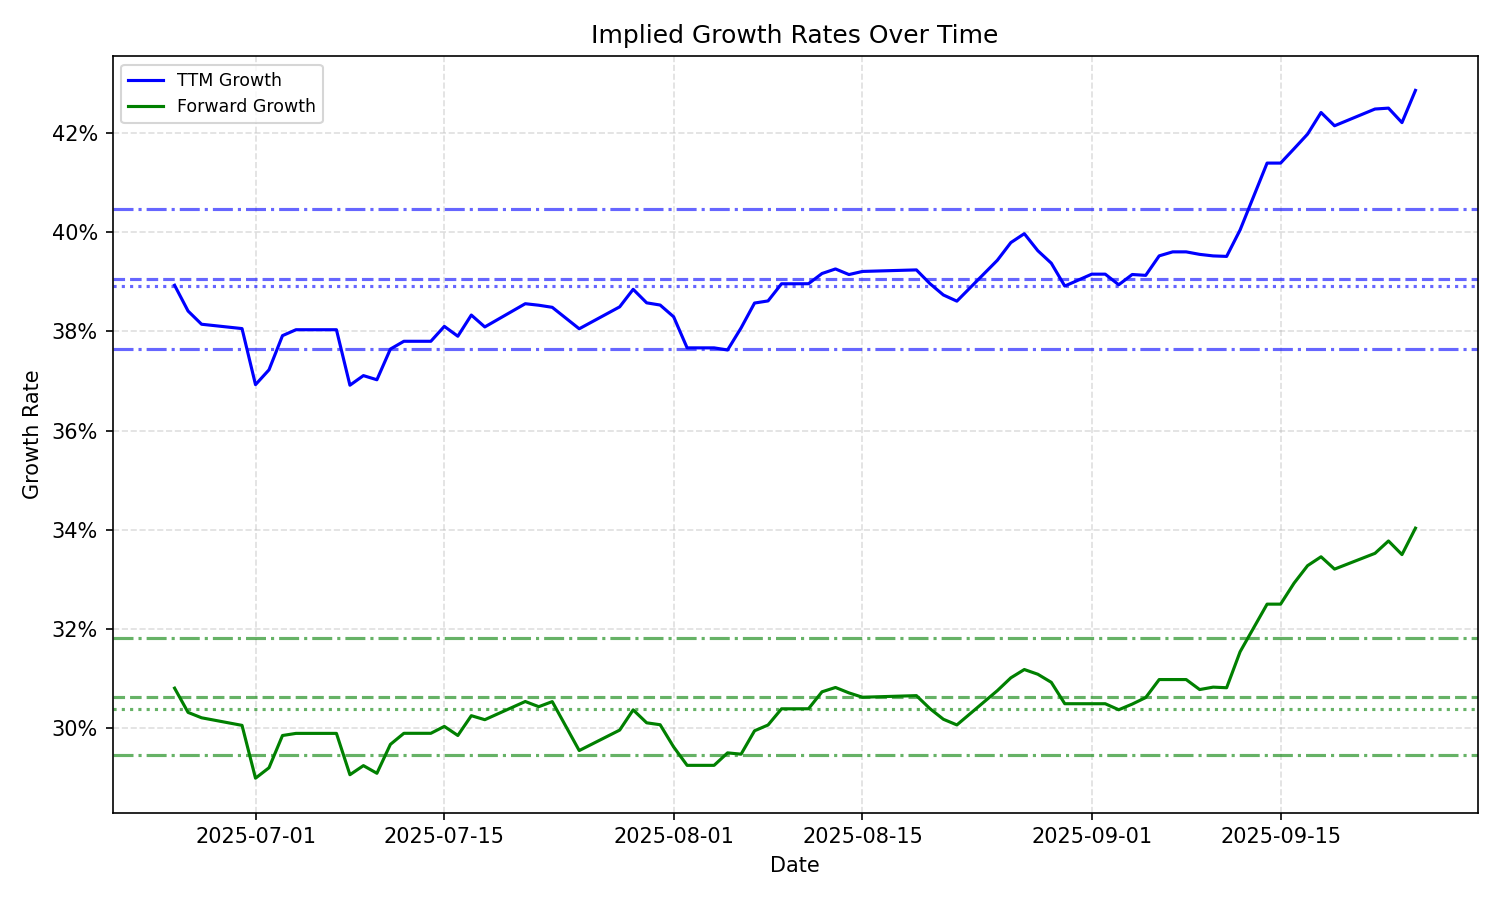 Implied Growth Rates Over Time
TTM Growth
Forward Growth
42%
40%
38%
36%
34%
32%
30%
Growth Rate
2025-07-01
2025-07-15
2025-08-01
2025-08-15
2025-09-01
2025-09-15
Date